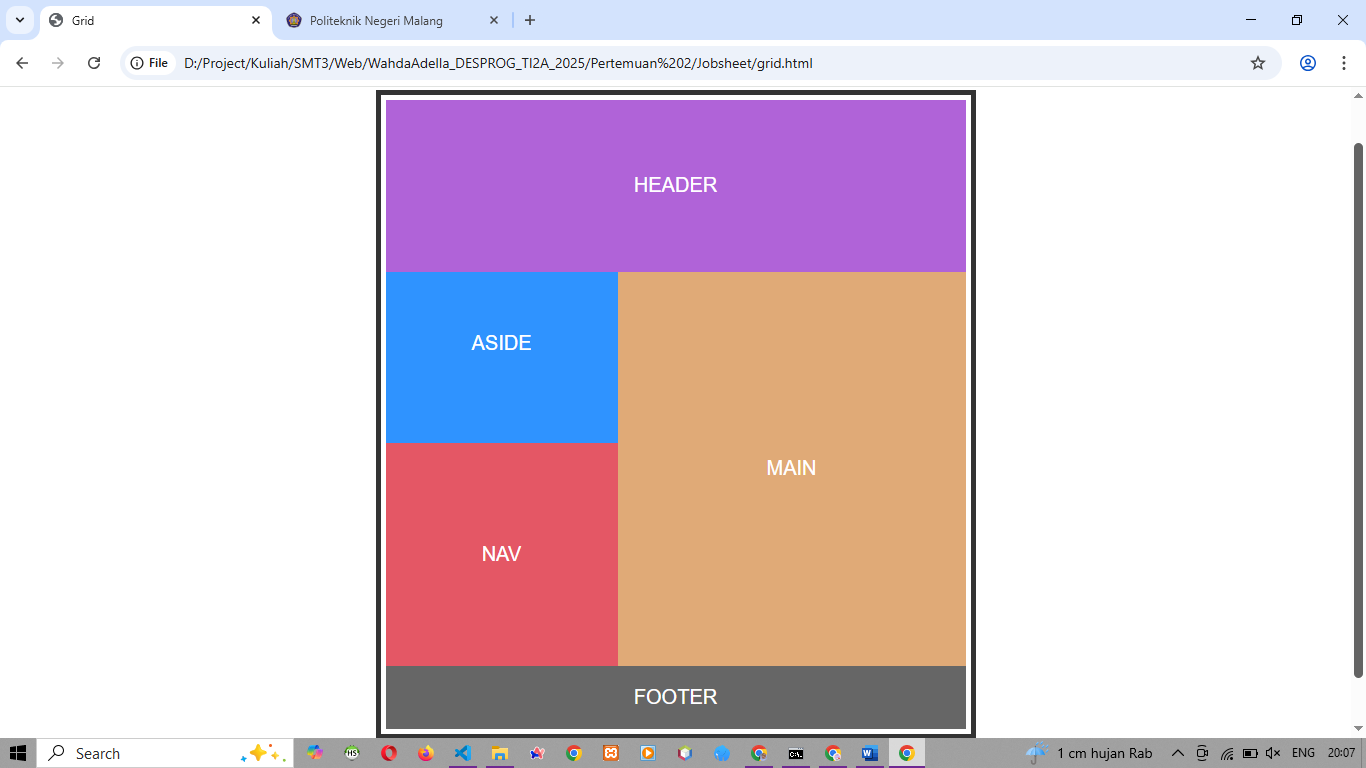 Grid
Politeknik Negeri Malang
File
D:/Project/Kuliah/SMT3/Web/WahdaAdella_DESPROG_TI2A_2025/Pertemuan%202/Jobsheet/grid.html
HEADER
ASIDE
MAIN
NAV
FOOTER
Search
HS
1 cm hujan Rab
ENG
20:07